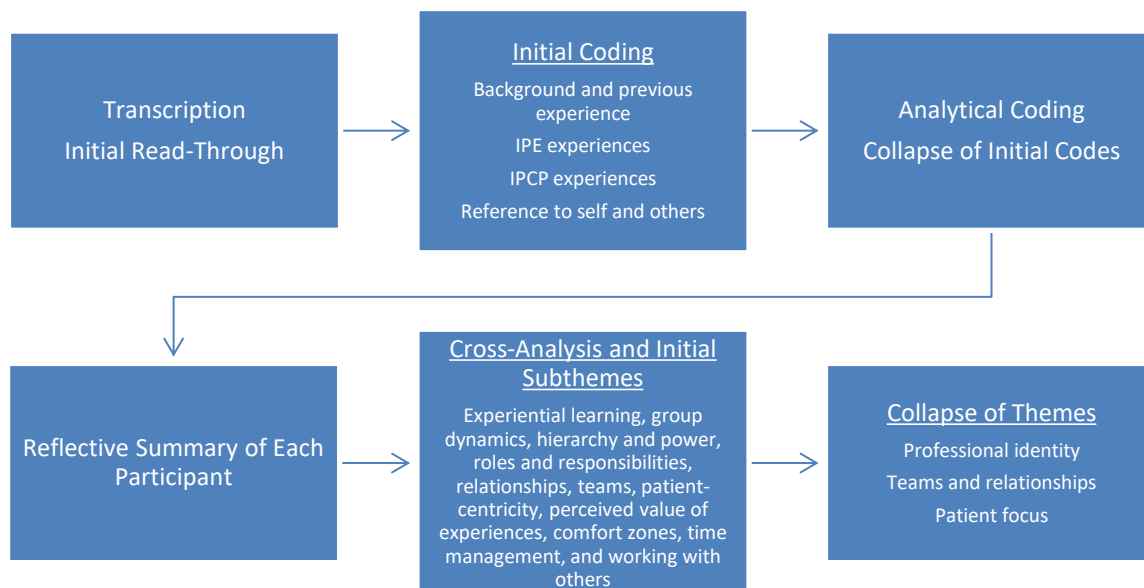 Transcription
Initial Read-Through
Initial Coding
Background and previous
experience
IPE experiences
IPCP experiences
Reference to self and others
Analytical Coding
Collapse of Initial Codes
Reflective Summary of Each
Participant
Cross-Analysis and Initial
Subthemes
Experiential learning, group
dynamics, hierarchy and power,
roles and responsibilities,
relationships, teams, patient-
centricity, perceived value of
experiences, comfort zones, time
management, and working with
others
Collapse of Themes
Professional identity
Teams and relationships
Patient focus